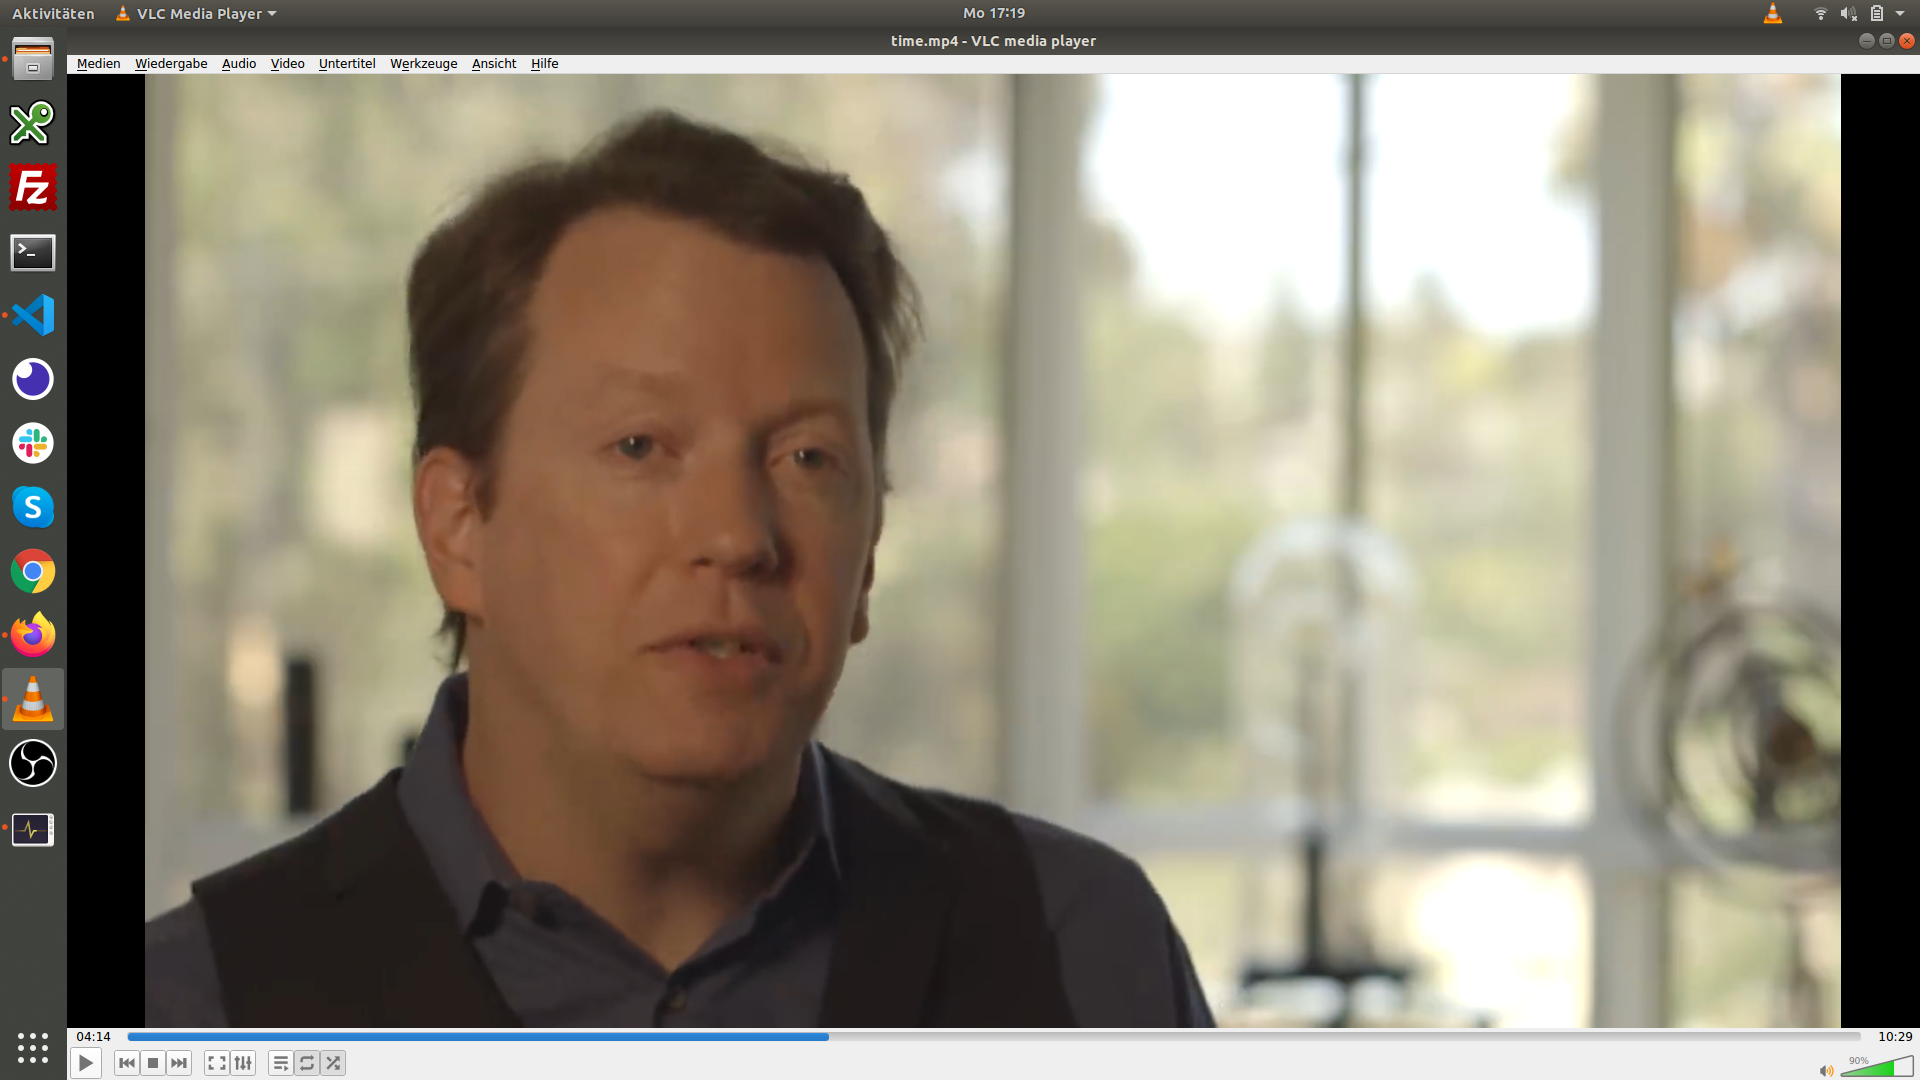 Aktivitäten VLC Media Player Mo 17:19
time.mp4 - VLC media player
Medien Wiedergabe Audio Video Untertitel Werkzeuge Ansicht Hilfe
Fz
>_
S
04:14 10:29
90%